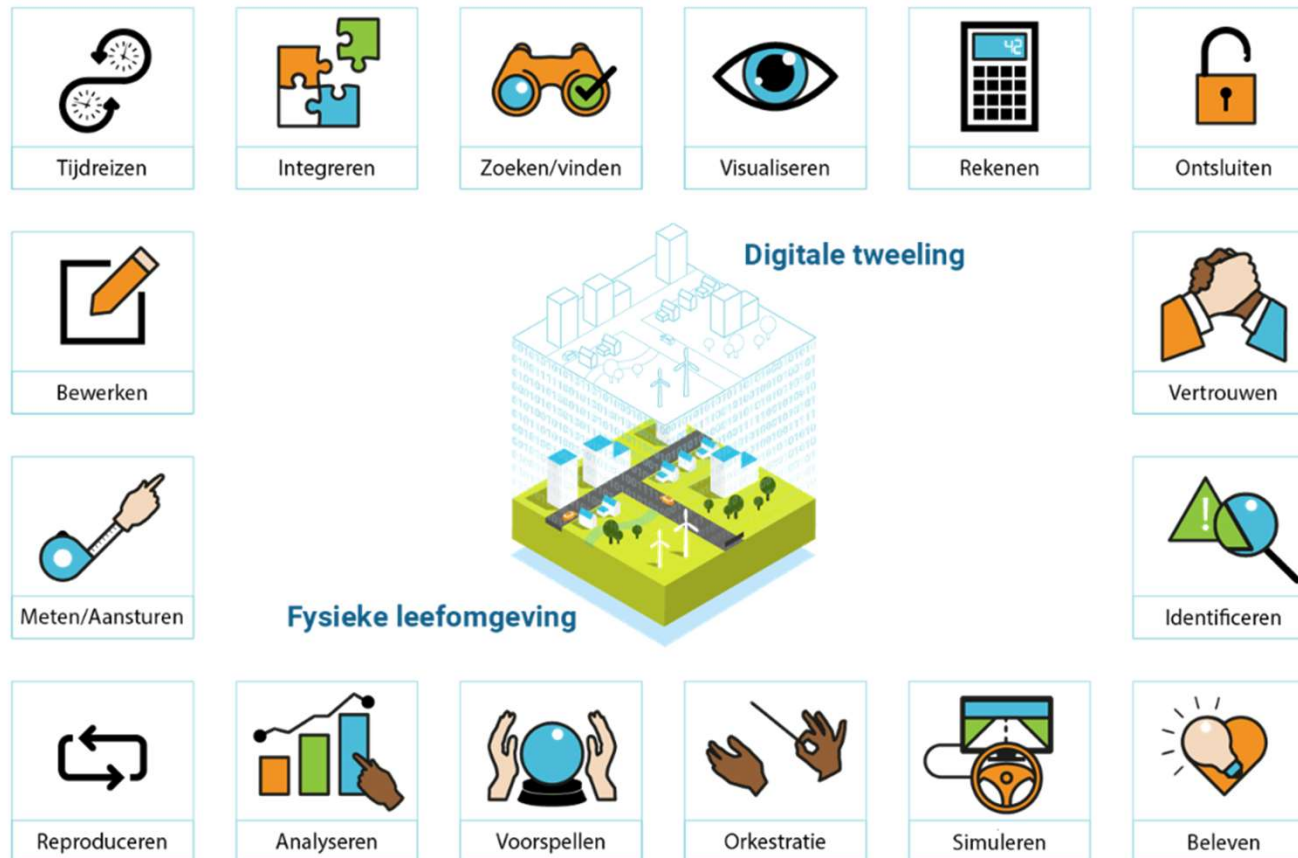 42
Tijdreizen
Integreren
Zoeken/vinden
Visualiseren
Rekenen
Ontsluiten
Digitale tweeling
Bewerken
Vertrouwen
!
Meten/Aansturen
Fysieke leefomgeving
Identificeren
Reproduceren
Analyseren
Voorspellen
Orkestratie
Simuleren
Beleven